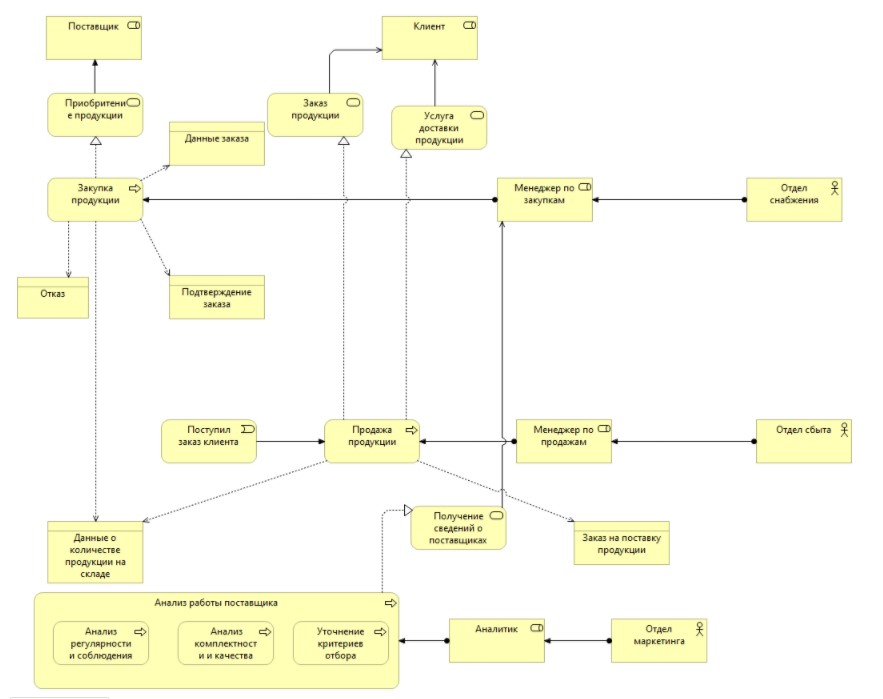 Поставщик
Клиент
Приобритени
е продукции
Заказ
продукции
Услуга
доставки
продукции
Данные заказа
Закупка
продукции
Менеджер по
закупкам
Отдел
снабжения
Отказ
Подтверждение
заказа
Поступил
заказ клиента
Продажа
продукции
Менеджер по
продажам
Отдел сбыта
Данные о
количестве
продукции на
складе
Получение
сведений о
поставщиках
Заказ на поставку
продукции
Анализ работы поставщика
Анализ
регулярности
и соблюдения
Анализ
комплектност
и и качества
Уточнение
критериев
отбора
Аналитик
Отдел
маркетинга